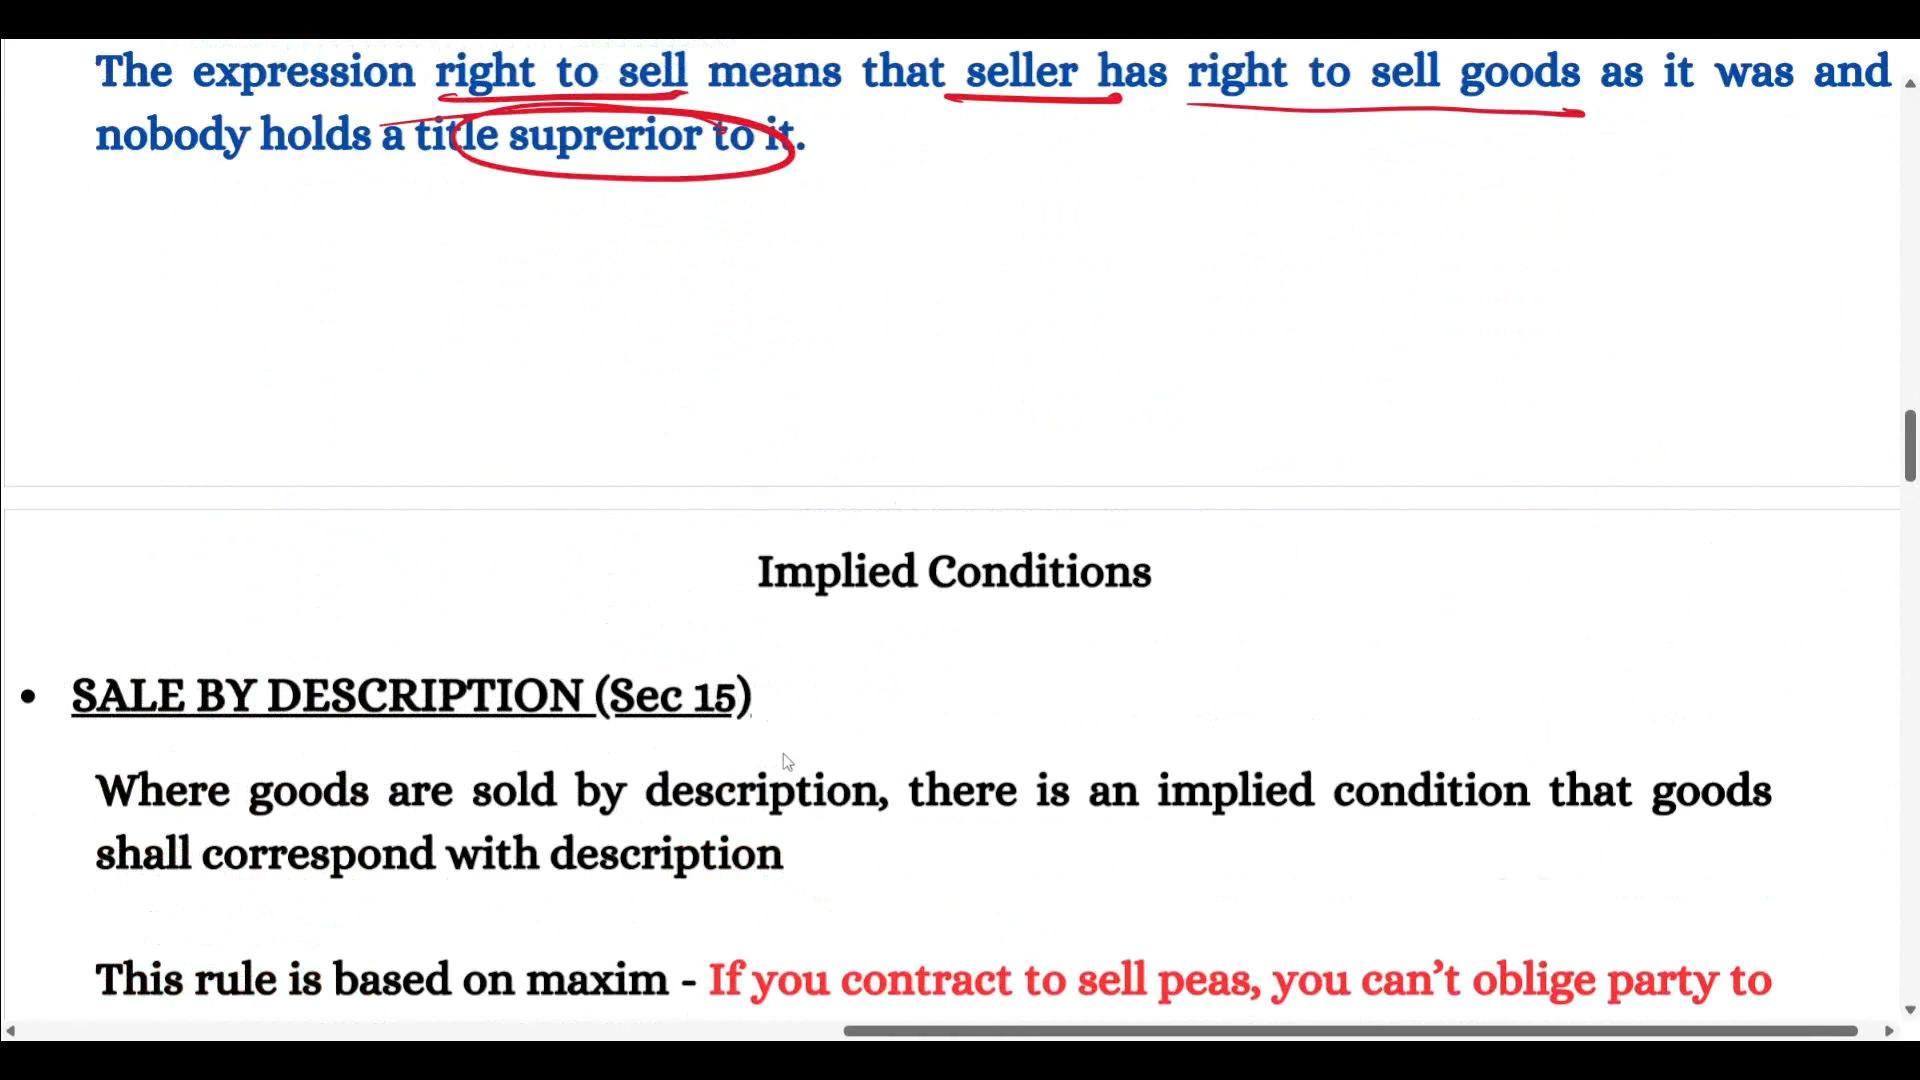 The expression right to sell means that seller has right to sell goods as it was and
nobody holds a title suprerior to it.
Implied Conditions
• SALE BY DESCRIPTION (Sec 15)
Where goods are sold by description, there is an implied condition that goods
shall correspond with description
This rule is based on maxim - If you contract to sell peas, you can’t oblige party to